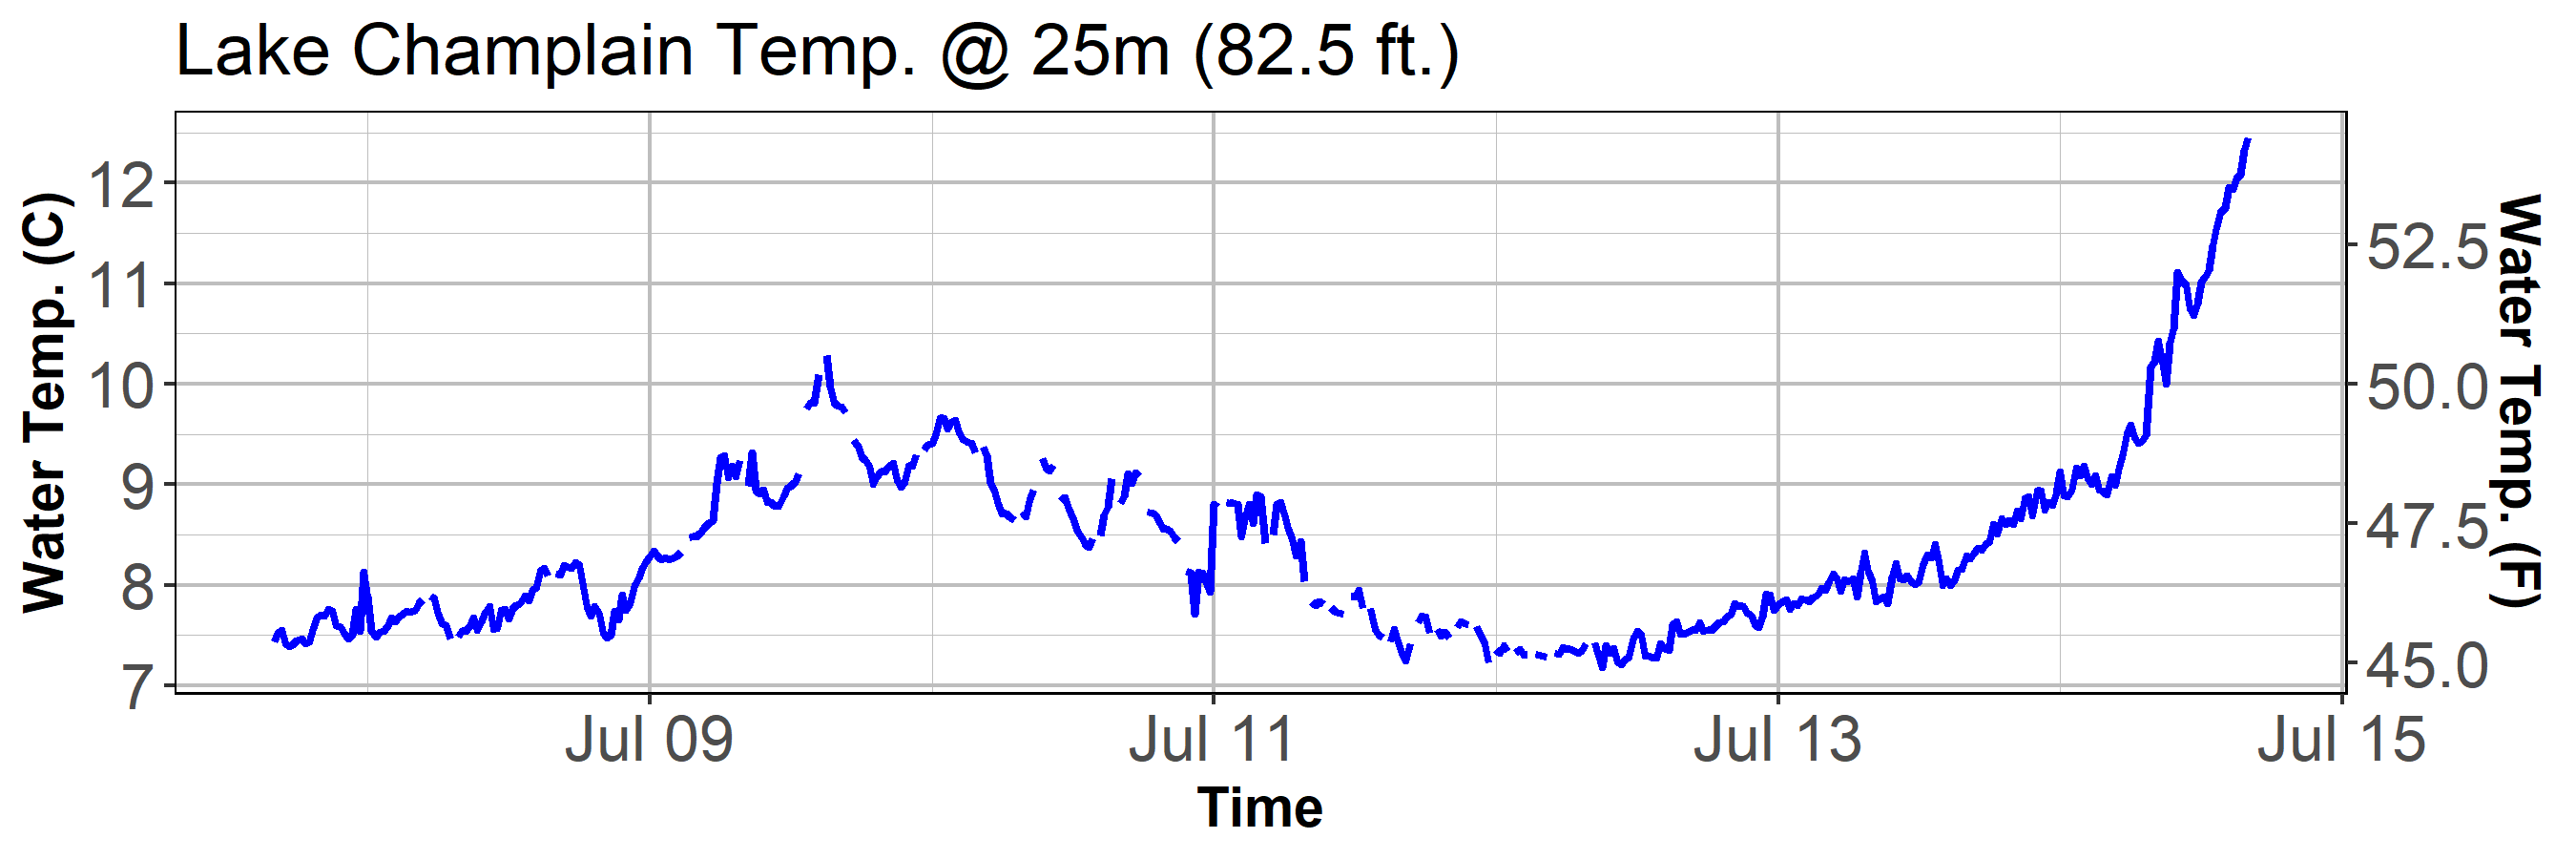 Lake Champlain Temp. @ 25m (82.5 ft.)
Water Temp. (C)
12
11
10
9
8
7
52.5
50.0
47.5
45.0
Water Temp. (F)
Jul 09 Jul 11 Jul 13 Jul 15
Time